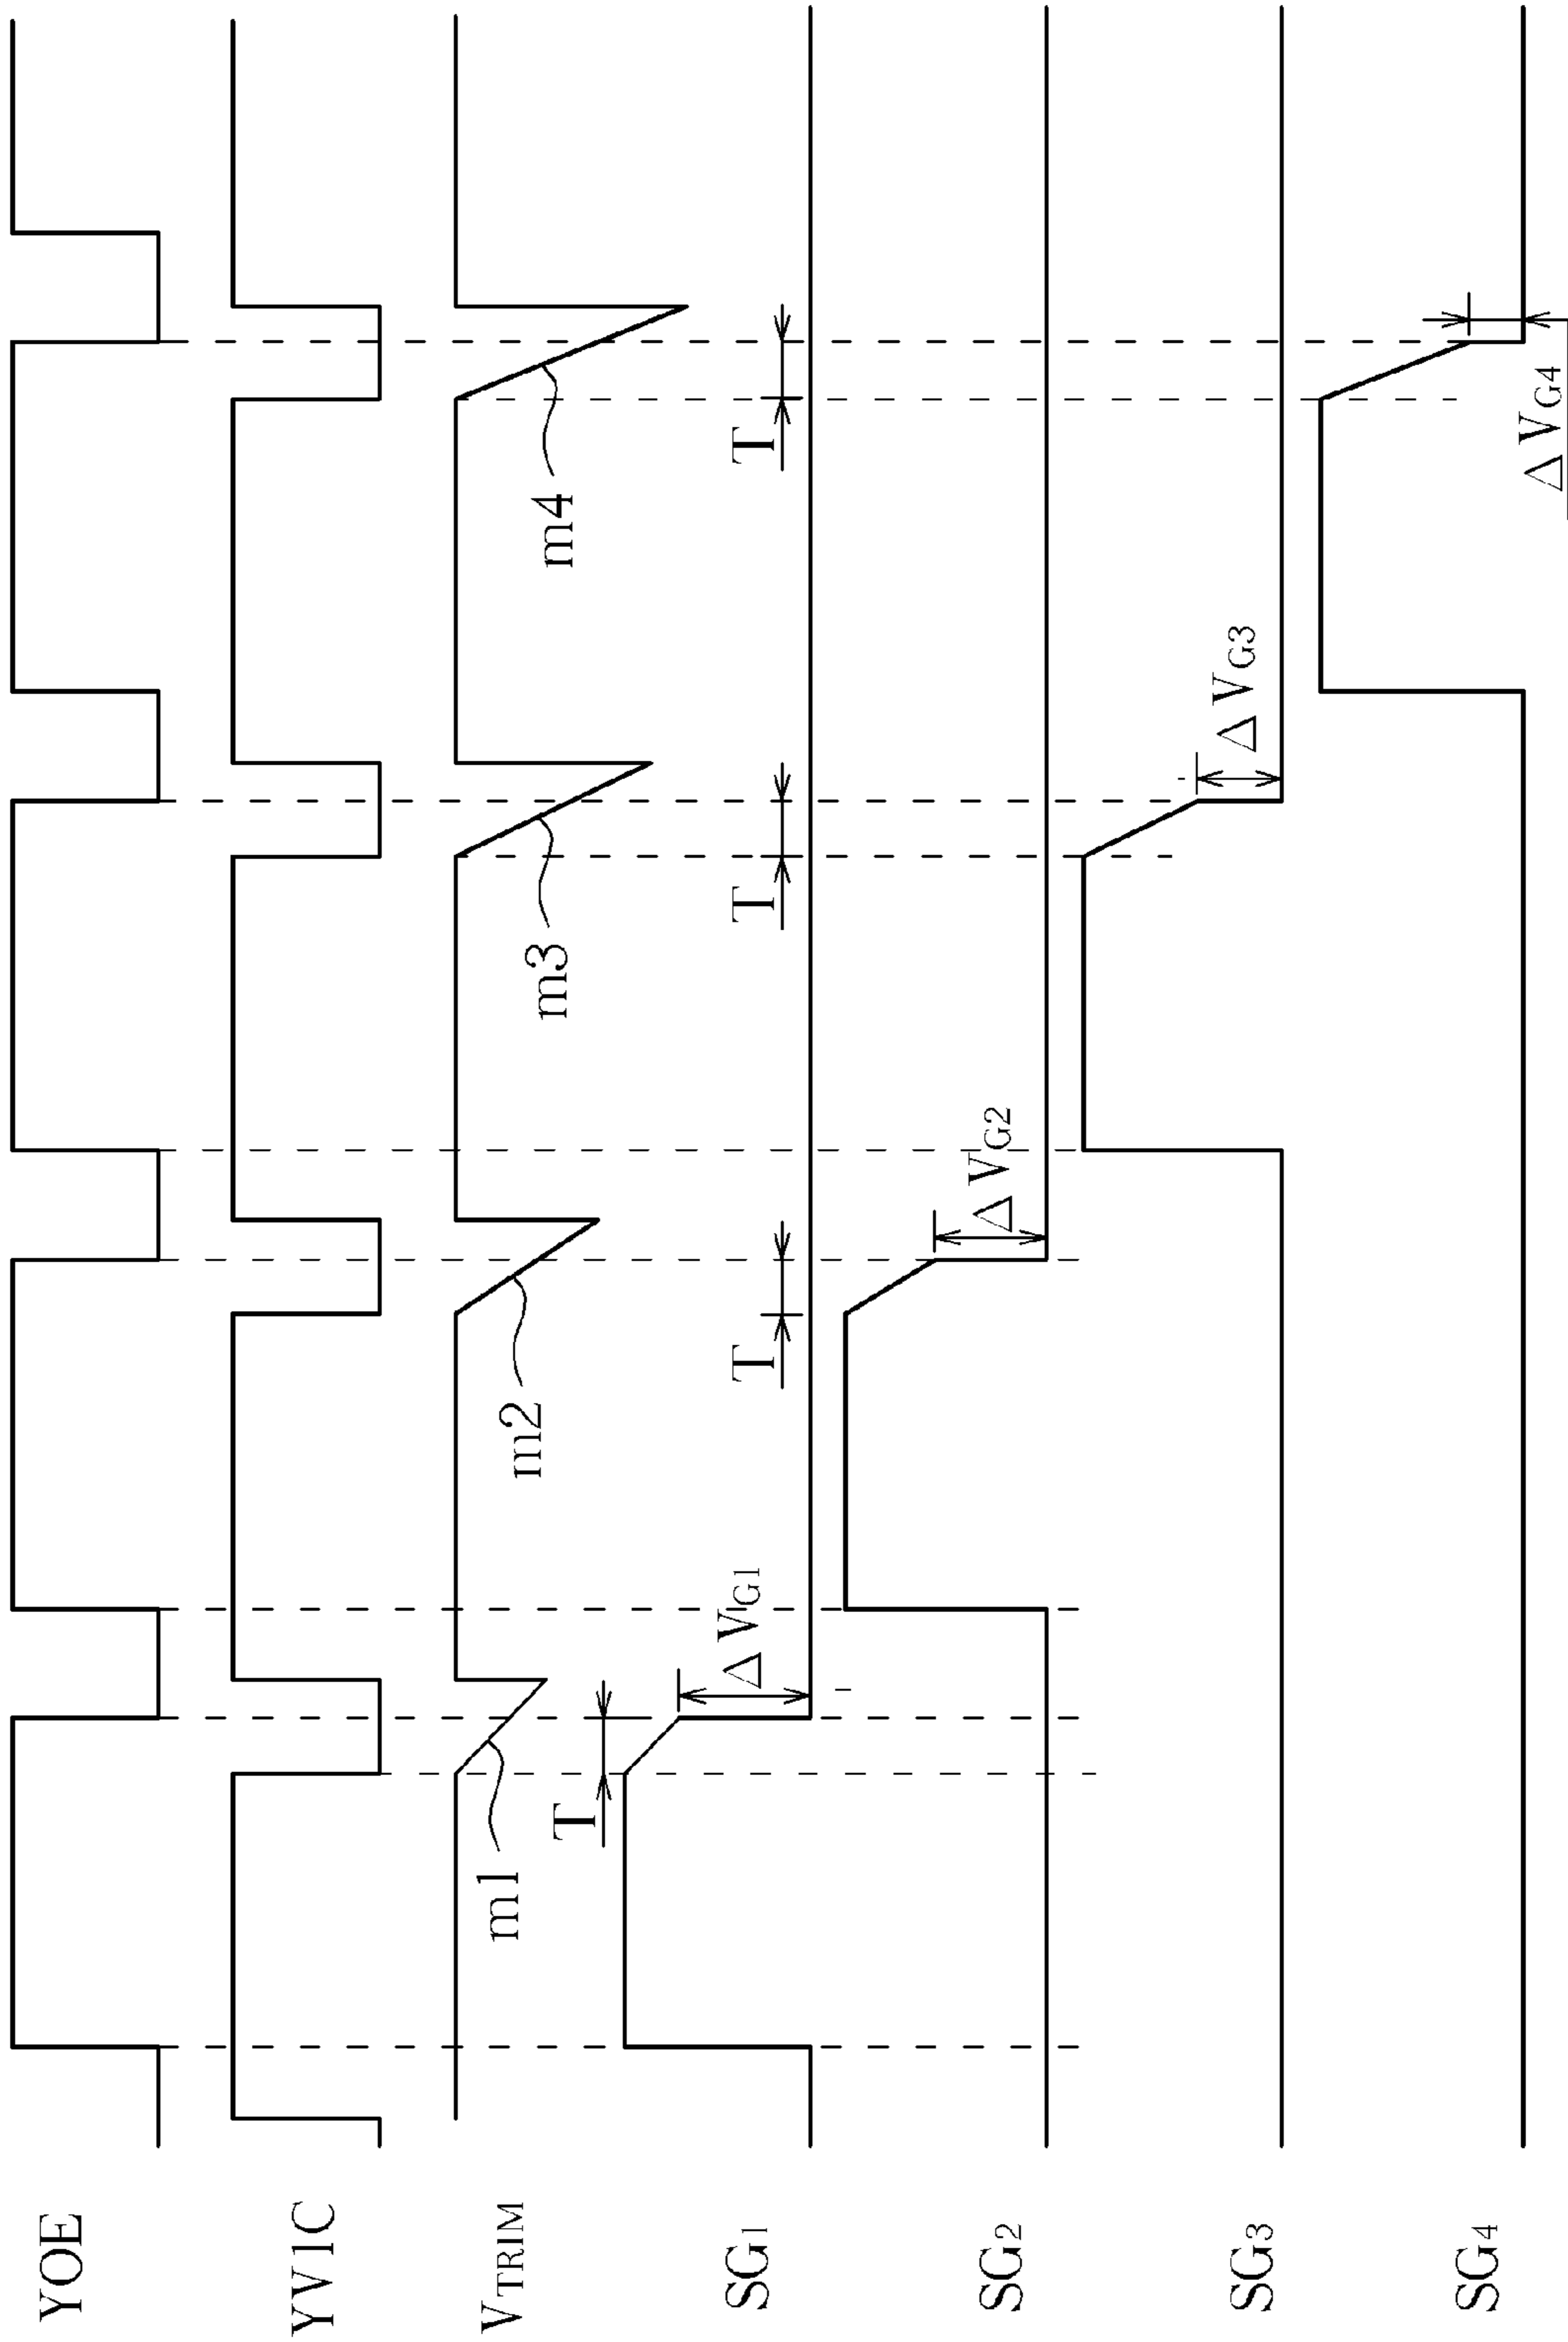 YOE
YV1C
VTRIM
m1
m2
m3
m4
SG1
T
ΔVG1
T
T
T
SG2
ΔVG2
SG3
ΔVG3
SG4
ΔVG4